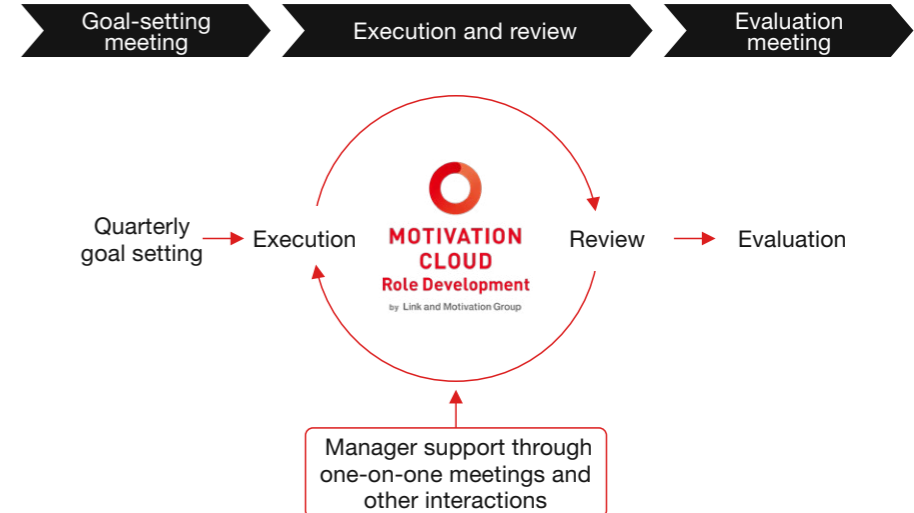 Goal-setting
meeting
Execution and review
Evaluation
meeting
Quarterly
goal setting
Execution
MOTIVATION
CLOUD
Role Development
by Link and Motivation Group
Review
Evaluation
Manager support through
one-on-one meetings and
other interactions